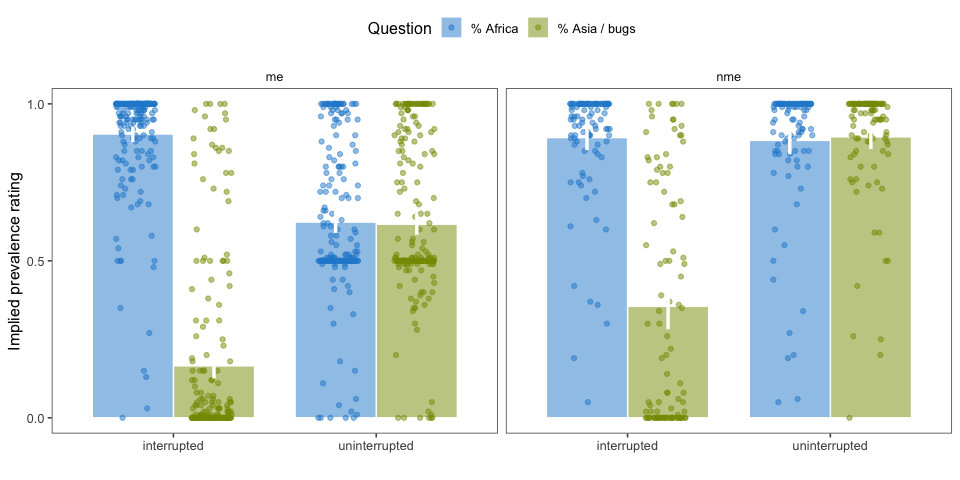 Question % Africa % Asia / bugs
me nme
Implied prevalence rating
1.0
0.5
0.0
interrupted uninterrupted interrupted uninterrupted